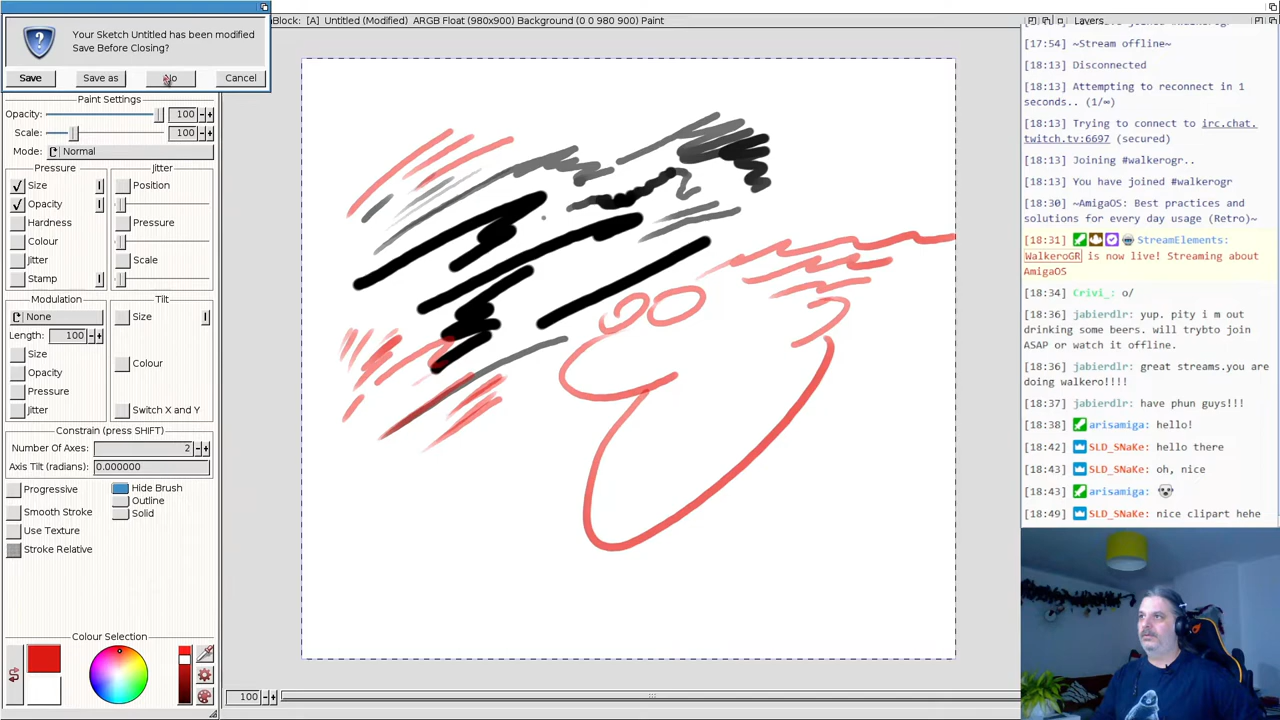 Your Sketch Untitled has been modified
Save Before Closing?
Save
Save as
No
Cancel
Block: [A] Untitled (Modified) ARGB Float (980x900) Background (0 0 980 900) Paint
Paint Settings
Opacity: 100
Scale: 100
Mode: Normal
Pressure
Jitter
Size
Position
Opacity
Hardness
Pressure
Colour
Jitter
Scale
Stamp
Modulation
Tilt
None
Size
Length: 100
Size
Opacity
Colour
Pressure
Jitter
Switch X and Y
Constrain (press SHIFT)
Number Of Axes: 2
Axis Tilt (radians): 0.000000
Progressive
Hide Brush
Outline
Smooth Stroke
Solid
Use Texture
Stroke Relative
Colour Selection
100
Layers
[17:54] ~Stream offline~
[18:13] Disconnected
[18:13] Attempting to reconnect in 1
seconds.. (1/∞)
[18:13] Trying to connect to irc.chat.
twitch.tv:6697 (secured)
[18:13] Joining #walkerogr..
[18:13] You have joined #walkerogr
[18:30] ~AmigaOS: Best practices and
solutions for every day usage (Retro)~
[18:31] StreamElements:
WalkeroGR is now live! Streaming about
AmigaOS
[18:34] Crivi_: o/
[18:36] jabierdlr: yup. pity i m out
drinking some beers. will trybto join
ASAP or watch it offline.
[18:36] jabierdlr: great streams.you are
doing walkero!!!!
[18:37] jabierdlr: have phun guys!!!
[18:38] arisamiga: hello!
[18:42] SLD_SNaKe: hello there
[18:43] SLD_SNaKe: oh, nice
[18:43] arisamiga:
[18:49] SLD_SNaKe: nice clipart hehe